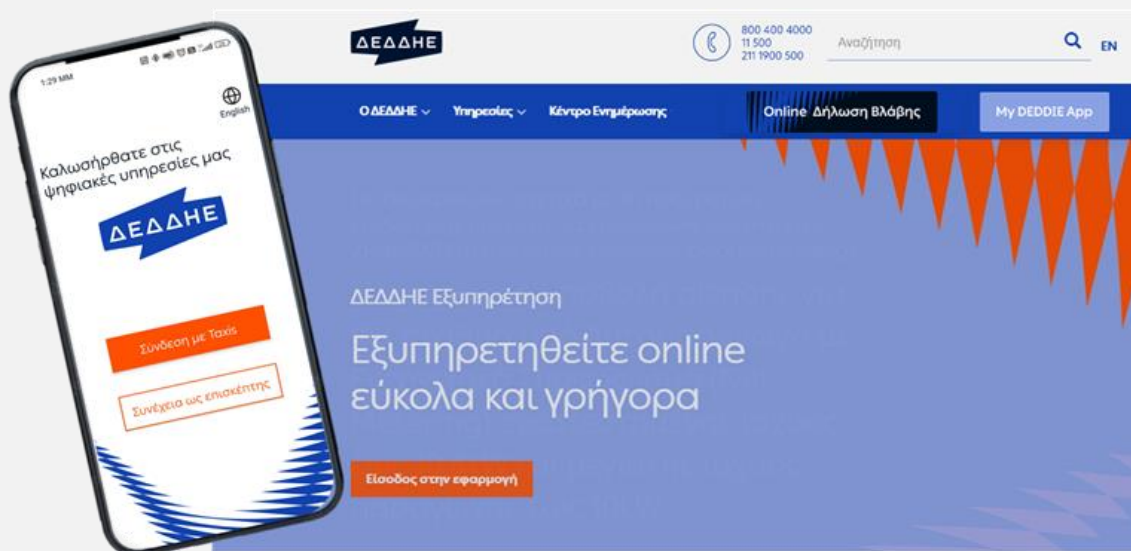 1:29 MM
English
Καλωσήρθατε στις
ψηφιακές υπηρεσίες μας
ΔΕΔΔΗΕ
Σύνδεση με Taxis
Συνέχεια ως επισκέπτης
ΔΕΔΔΗΕ
800 400 4000
11 500
211 1900 500
Αναζήτηση
EN
Ο ΔΕΔΔΗΕ
Υπηρεσίες
Κέντρο Ενημέρωσης
Online Δήλωση Βλάβης
My DEDDIE App
ΔΕΔΔΗΕ Εξυπηρέτηση
Εξυπηρετηθείτε online
εύκολα και γρήγορα
Είσοδος στην εφαρμογή